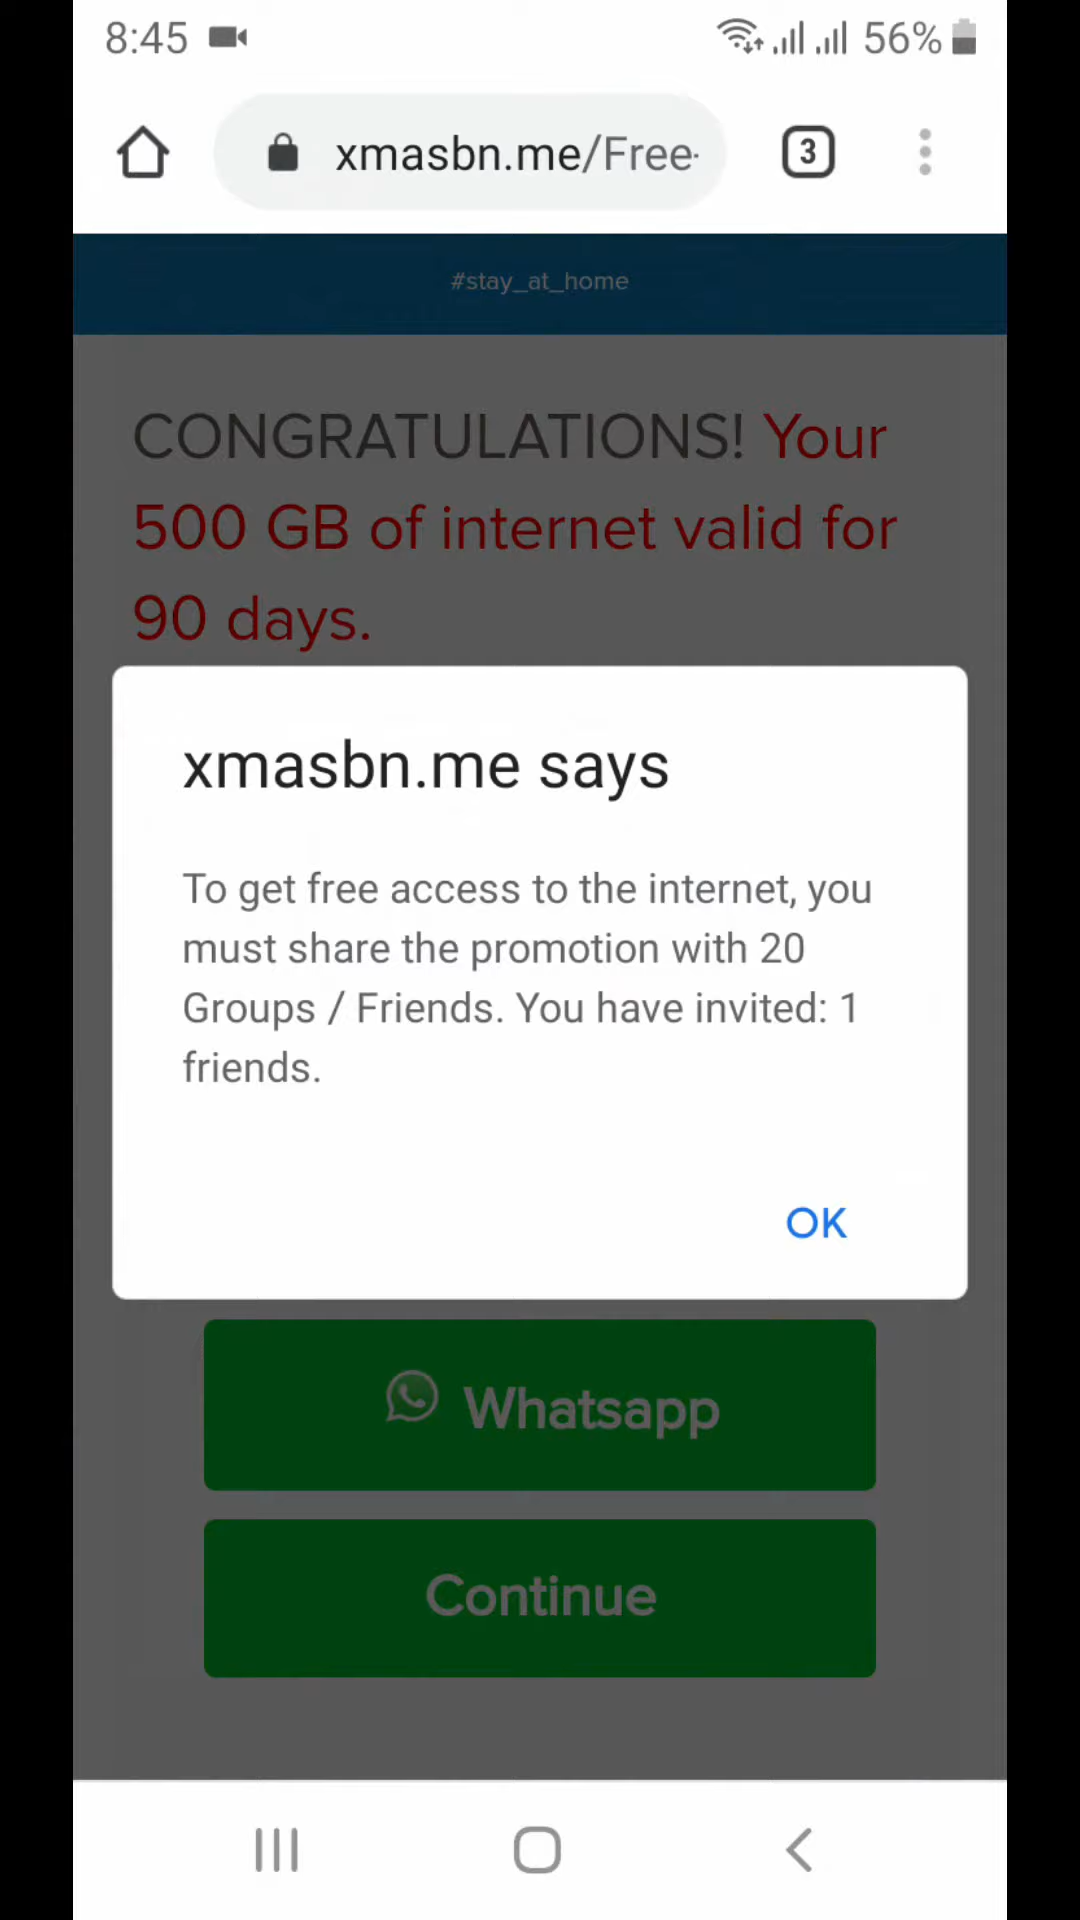 8:45 56%
xmasbn.me/Free-
3
#stay_at_home
CONGRATULATIONS! Your
500 GB of internet valid for
90 days.
xmasbn.me says
To get free access to the internet, you
must share the promotion with 20
Groups / Friends. You have invited: 1
friends.
OK
Whatsapp
Continue